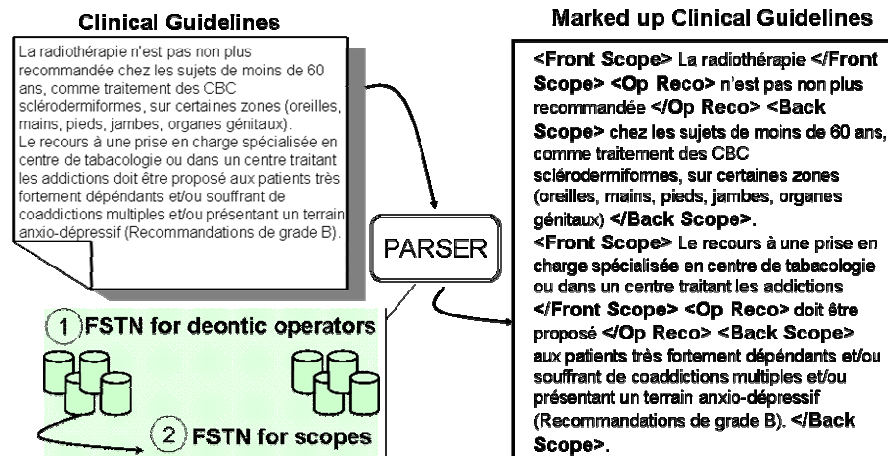 Clinical Guidelines
La radiothérapie n'est pas non plus
recommandée chez les sujets de moins de 60
ans, comme traitement des CBC
sclérodermiformes, sur certaines zones (oreilles,
mains, pieds, jambes, organes génitaux).
Le recours à une prise en charge spécialisée en
centre de tabacologie ou dans un centre traitant
les addictions doit être proposé aux patients très
fortement dépendants et/ou souffrant de
coaddictions multiples et/ou présentant un terrain
anxio-dépressif (Recommandations de grade B).
PARSER
1 FSTN for deontic operators
2 FSTN for scopes
Marked up Clinical Guidelines
<Front Scope> La radiothérapie </Front
Scope> <Op Reco> n'est pas non plus
recommandée </Op Reco> <Back
Scope> chez les sujets de moins de 60 ans,
comme traitement des CBC
sclérodermiformes, sur certaines zones
(oreilles, mains, pieds, jambes, organes
génitaux) </Back Scope>.
<Front Scope> Le recours à une prise en
charge spécialisée en centre de tabacologie
ou dans un centre traitant les addictions
</Front Scope> <Op Reco> doit être
proposé </Op Reco> <Back Scope>
aux patients très fortement dépéndants et/ou
souffrant de coaddictions multiples et/ou
présentant un terrain anxio-dépressif
(Recommandations de grade B). </Back
Scope>.